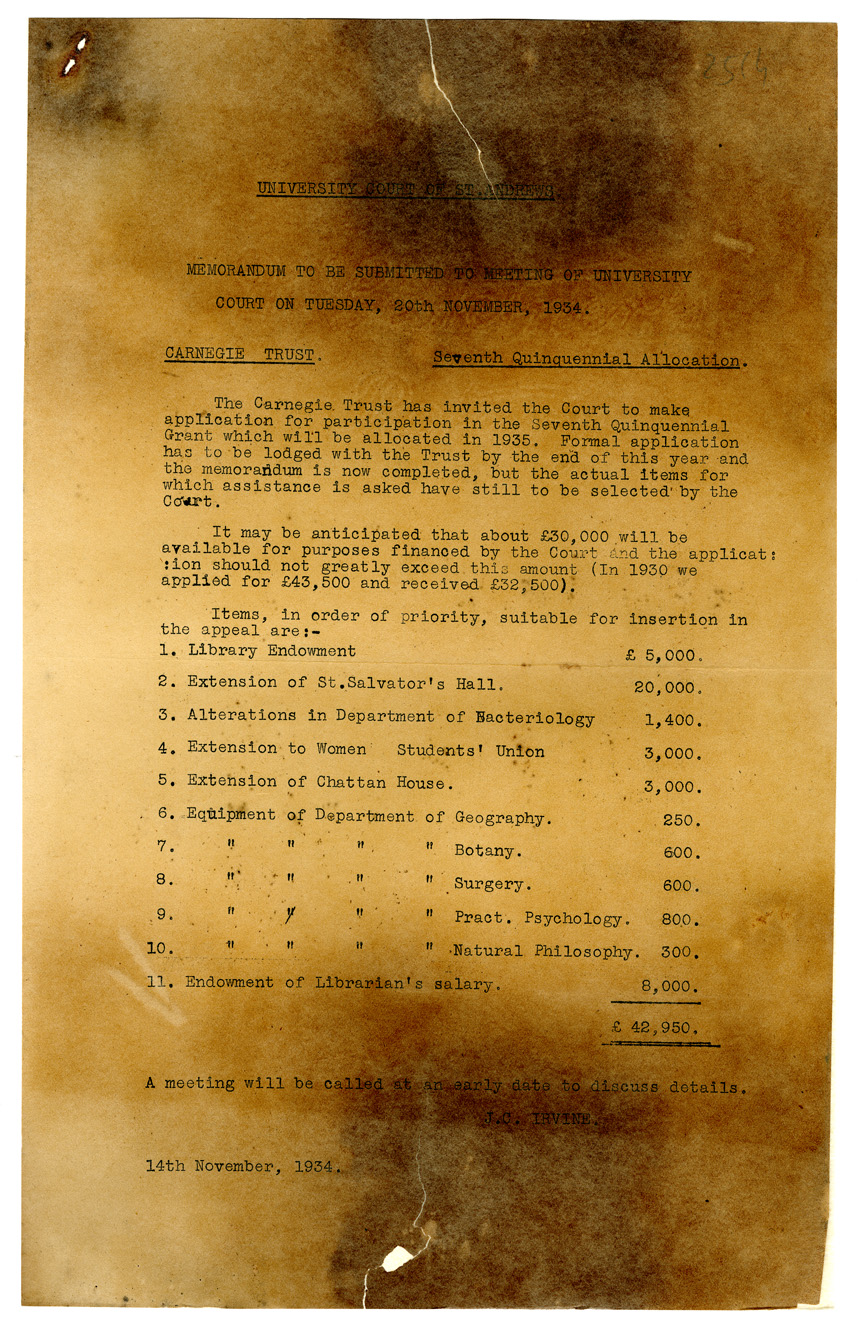 UNIVERSITY COURT OF ST.ANDREWS.
MEMORANDUM TO BE SUBMITTED TO MEETING OF UNIVERSITY
COURT ON TUESDAY, 20th NOVEMBER, 1934.
CARNEGIE TRUST. Seventh Quinquennial Allocation.
The Carnegie Trust has invited the Court to make
application for participation in the Seventh Quinquennial
Grant which will be allocated in 1935. Formal application
has to be lodged with the Trust by the end of this year and
the memorandum is now completed, but the actual items for
which assistance is asked have still to be selected by the
Court.
It may be anticipated that about £30,000 will be
available for purposes financed by the Court and the applicat:
:ion should not greatly exceed this amount (In 1930 we
applied for £43,500 and received £32,500).
Items, in order of priority, suitable for insertion in
the appeal are:-
1. Library Endowment £ 5,000.
2. Extension of St.Salvator's Hall. 20,000.
3. Alterations in Department of Bacteriology 1,400.
4. Extension to Women Students' Union 3,000.
5. Extension of Chattan House. 3,000.
6. Equipment of Department of Geography. 250.
7. " " " " Botany. 600.
8. " " " " Surgery. 600.
9. " " " " Pract. Psychology. 800.
10. " " " " Natural Philosophy. 300.
11. Endowment of Librarian's salary. 8,000.
£ 42,950.
A meeting will be called at an early date to discuss details.
J.C. IRVINE.
14th November, 1934.